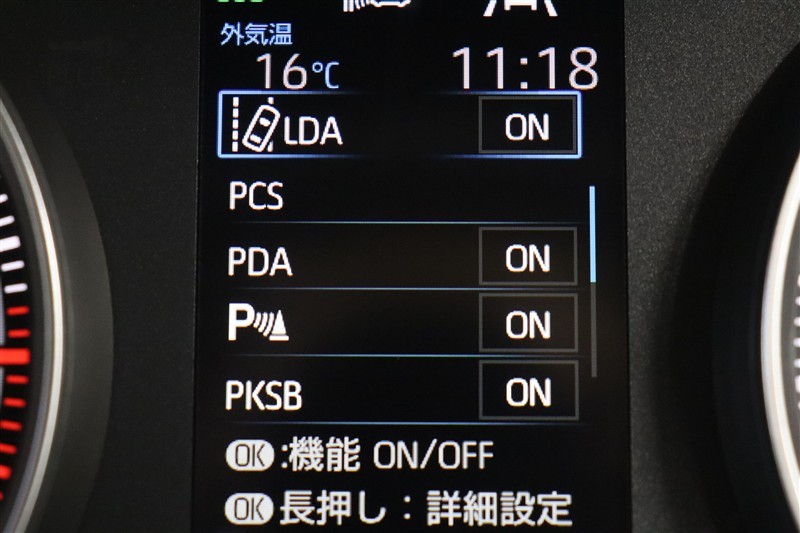 外気温
16℃ 11:18
LDA ON
PCS
PDA ON
P ON
PKSB ON
OK:機能 ON/OFF
OK長押し：詳細設定